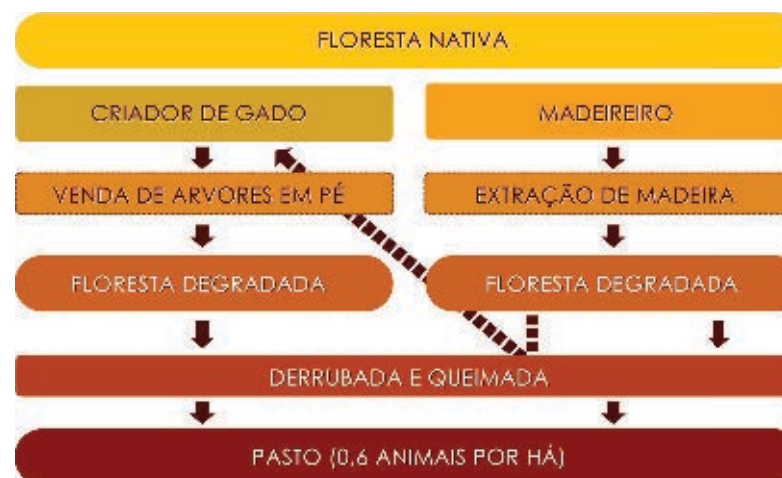 FLORESTA NATIVA
CRIADOR DE GADO
MADEIREIRO
VENDA DE ARVORES EM PÉ
EXTRAÇÃO DE MADEIRA
FLORESTA DEGRADADA
FLORESTA DEGRADADA
DERRUBADA E QUEIMADA
PASTO (0,6 ANIMAIS POR HÁ)